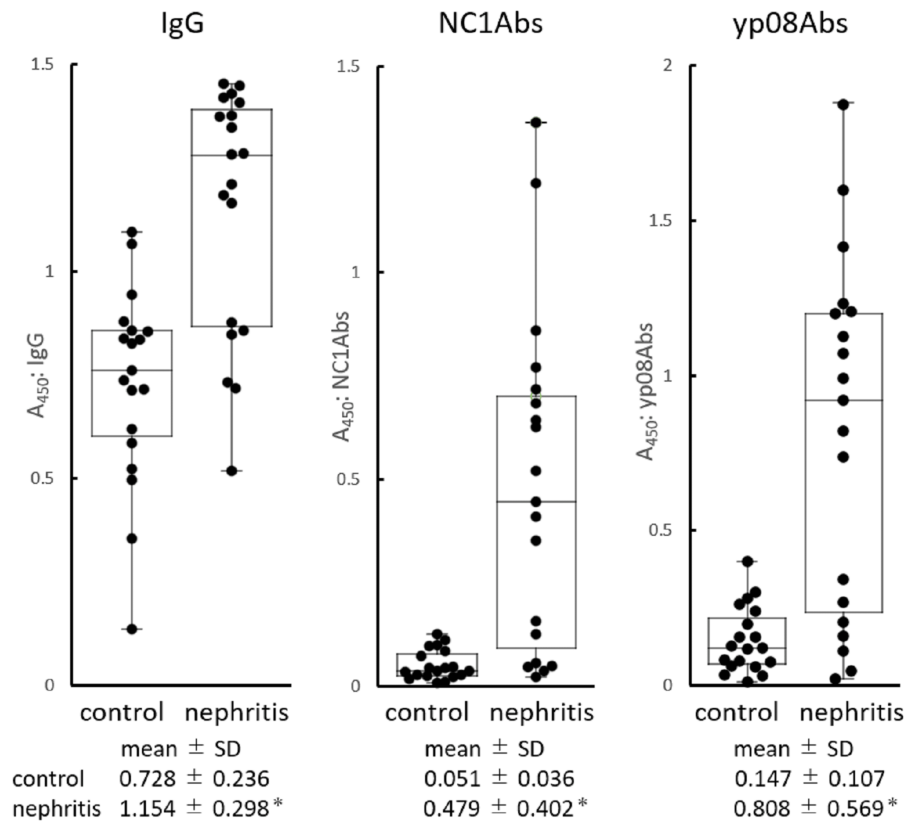 IgG
NC1Abs
yp08Abs
1.5
1
0.5
0
A450: IgG
1.5
1
0.5
0
A450: NC1Abs
2
1.5
1
0.5
0
A450: yp08Abs
control nephritis
control nephritis
control nephritis
mean ± SD
mean ± SD
mean ± SD
control 0.728 ± 0.236 0.051 ± 0.036 0.147 ± 0.107
nephritis 1.154 ± 0.298* 0.479 ± 0.402* 0.808 ± 0.569*